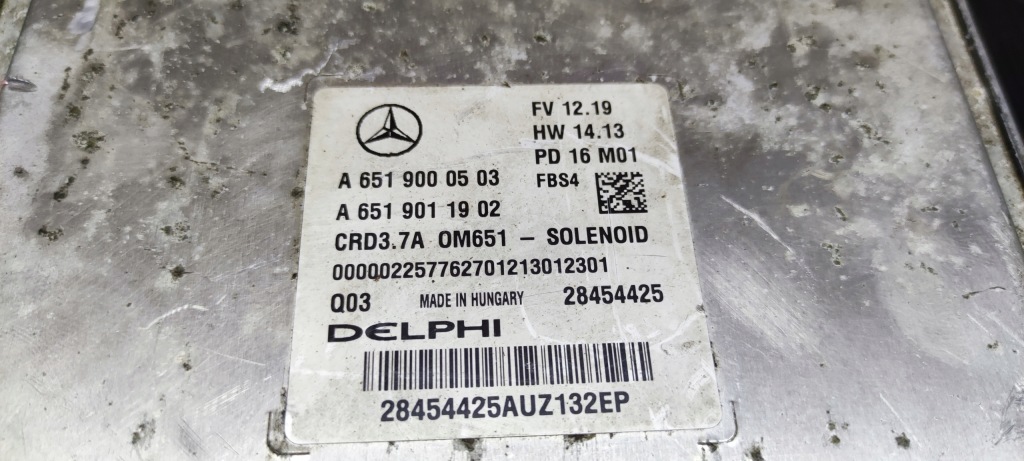 FV 12.19
HW 14.13
PD 16 M01
A 651 900 05 03 FBS4
A 651 901 19 02
CRD3.7A OM651 – SOLENOID
000002257762701213012301
Q03 MADE IN HUNGARY 28454425
DELPHI
28454425AUZ132EP